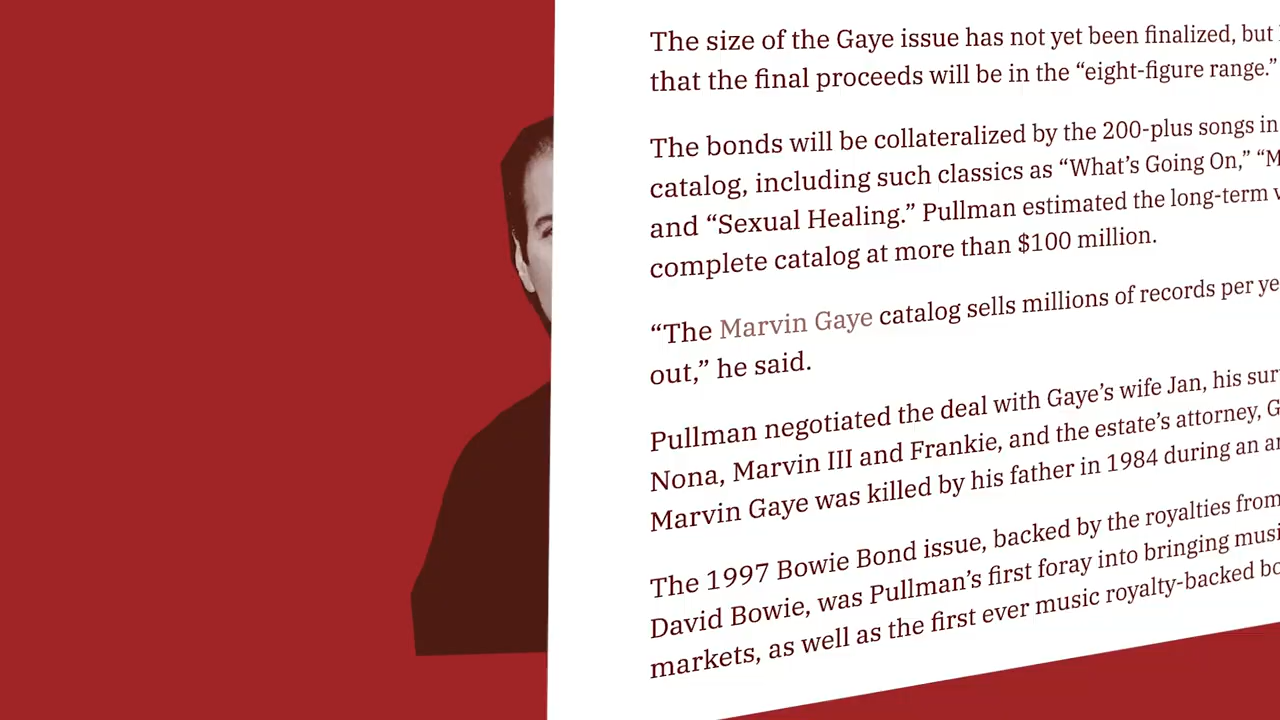 The size of the Gaye issue has not yet been finalized, but
that the final proceeds will be in the “eight-figure range.”
The bonds will be collateralized by the 200-plus songs in
catalog, including such classics as “What’s Going On,”
and “Sexual Healing.” Pullman estimated the long-term
complete catalog at more than $100 million.
“The Marvin Gaye catalog sells millions of records per
out,” he said.
Pullman negotiated the deal with Gaye’s wife Jan, his
Nona, Marvin III and Frankie, and the estate’s attorney,
Marvin Gaye was killed by his father in 1984 during an
The 1997 Bowie Bond issue, backed by the royalties from
David Bowie, was Pullman’s first foray into bringing
markets, as well as the first ever music royalty-backed